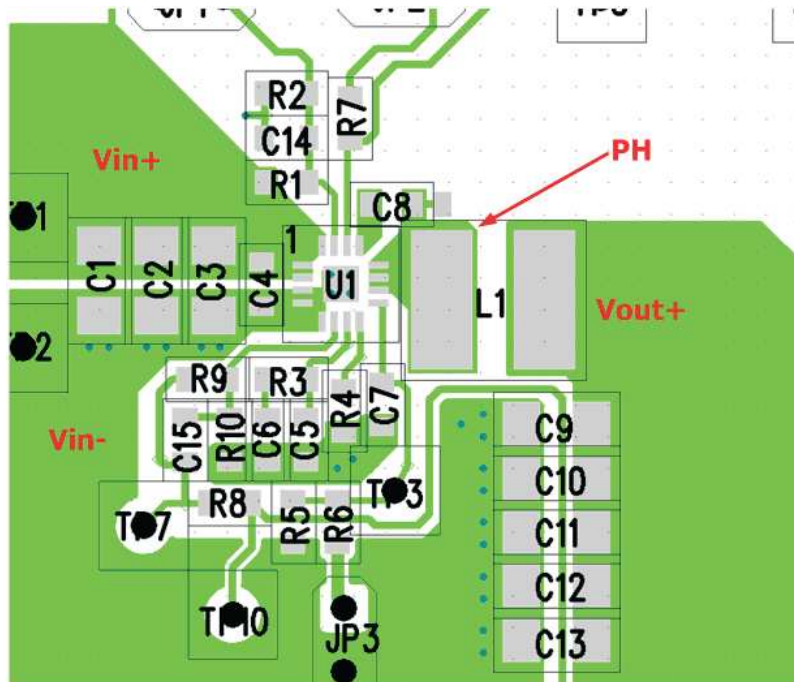 R2
C14
R1
R7
C8
PH
Vin+
1
C1
C2
C3
C4
U1
L1
Vout+
R9
R3
R4
C7
Vin-
C15
R10
C6
C5
C9
C10
C11
C12
C13
R8
R5
R6
TP3
TP7
TP10
JP3